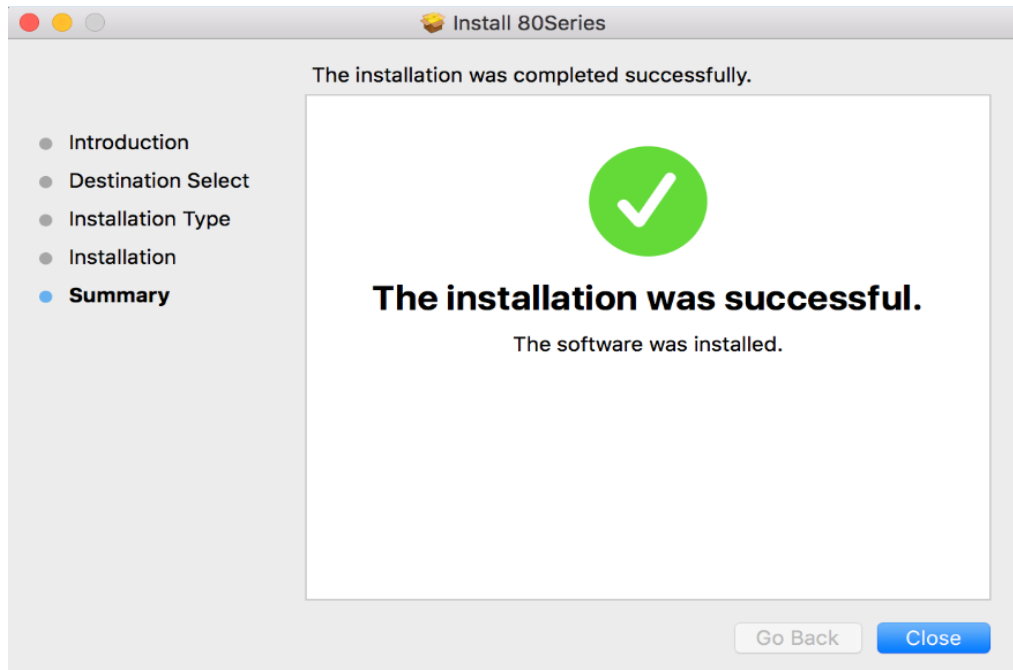 Install 80Series
The installation was completed successfully.
Introduction
Destination Select
Installation Type
Installation
Summary
The installation was successful.
The software was installed.
Go Back
Close